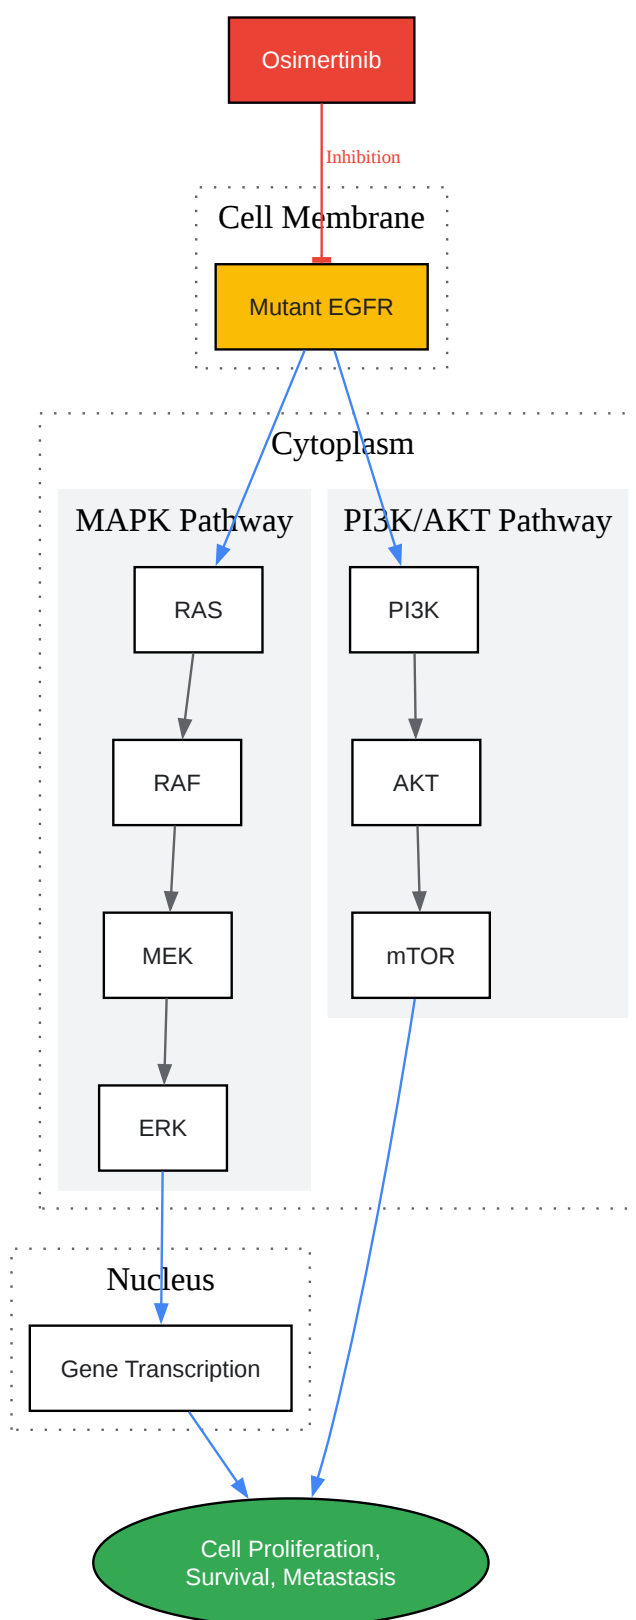 Osimertinib
Inhibition
Cell Membrane
Mutant EGFR
Cytoplasm
MAPK Pathway
PI3K/AKT Pathway
RAS
PI3K
RAF
AKT
MEK
mTOR
ERK
Nucleus
Gene Transcription
Cell Proliferation,
Survival, Metastasis